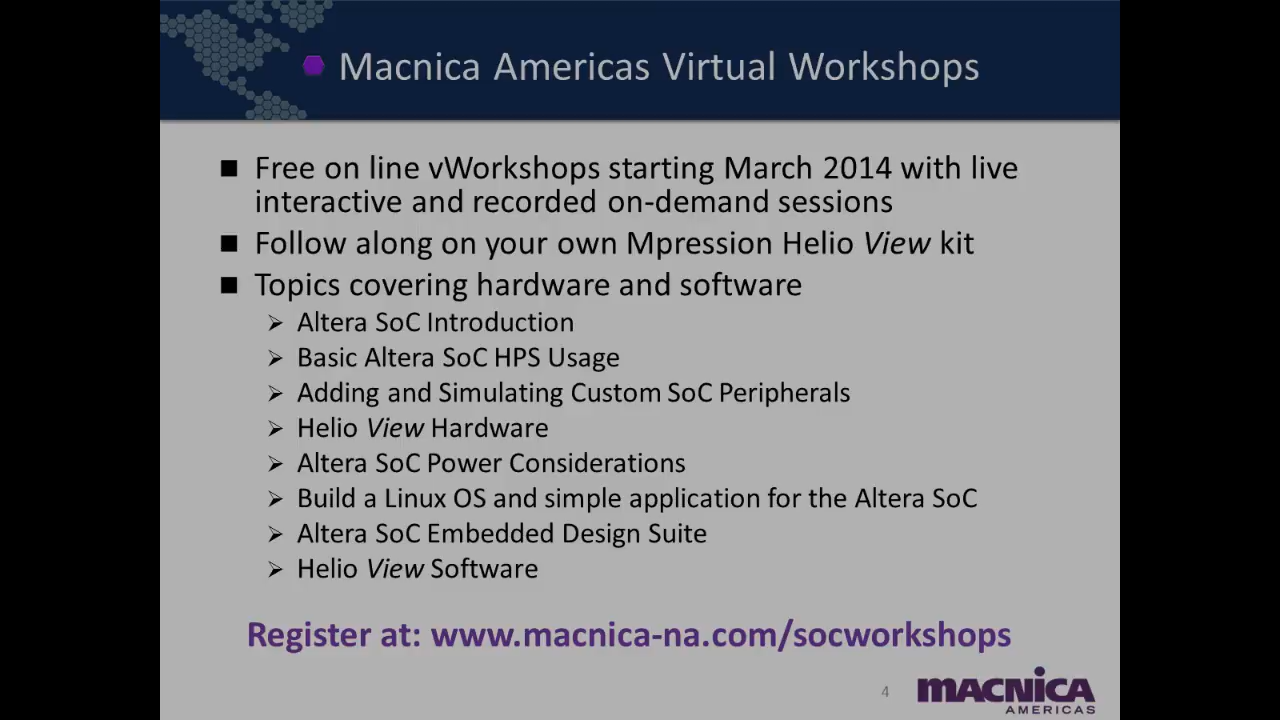 Macnica Americas Virtual Workshops
Free on line vWorkshops starting March 2014 with live
interactive and recorded on-demand sessions
Follow along on your own Mpression Helio View kit
Topics covering hardware and software
Altera SoC Introduction
Basic Altera SoC HPS Usage
Adding and Simulating Custom SoC Peripherals
Helio View Hardware
Altera SoC Power Considerations
Build a Linux OS and simple application for the Altera SoC
Altera SoC Embedded Design Suite
Helio View Software
Register at: www.macnica-na.com/socworkshops
4
macnica
AMERICAS